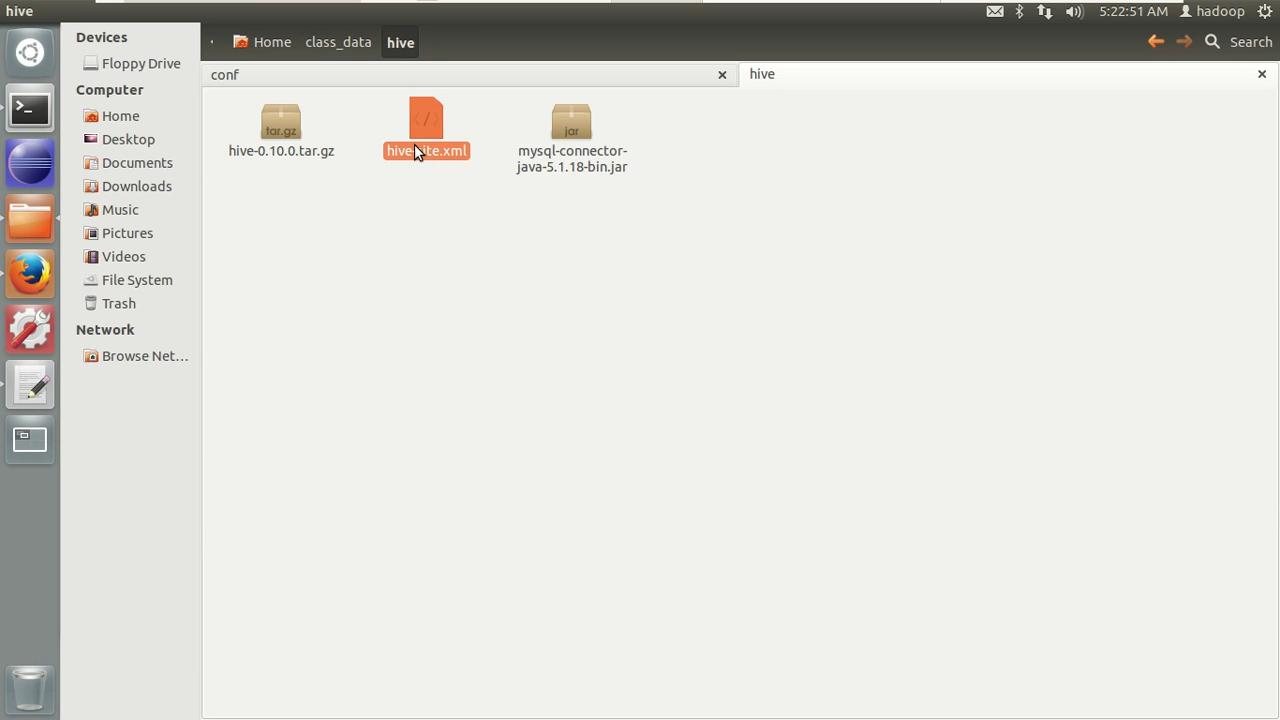 hive
5:22:51 AM
hadoop
Devices
Floppy Drive
Computer
Home
Desktop
Documents
Downloads
Music
Pictures
Videos
File System
Trash
Network
Browse Net...
Home
class_data
hive
Search
conf
hive
tar.gz
hive-0.10.0.tar.gz
</>
hive-site.xml
jar
mysql-connector-
java-5.1.18-bin.jar
>_